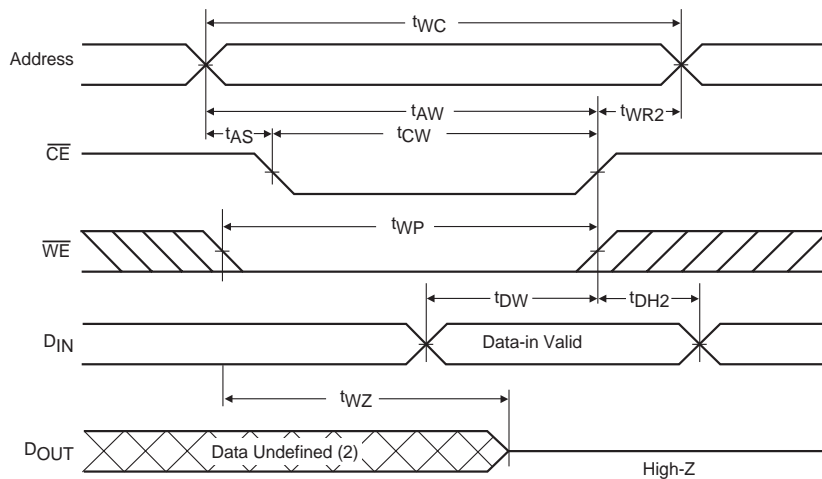 tWC
Address
tAW
tWR2
tAS
tCW
CE
tWP
WE
tDW
tDH2
DIN
Data-in Valid
tWZ
DOUT
Data Undefined (2)
High-Z